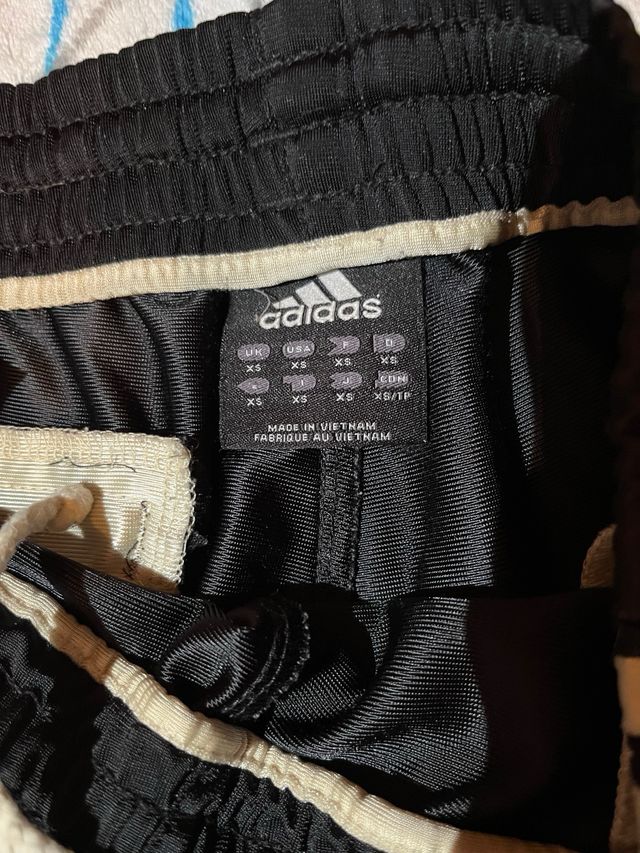 adidas
UK USA F D
XS XS XS XS
I J CDN
XS XS XS XS/TP
MADE IN VIETNAM
FABRIQUE AU VIETNAM